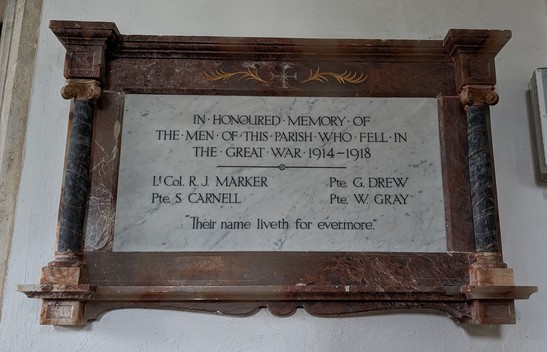 IN · HONOURED · MEMORY · OF
THE · MEN · OF · THIS · PARISH · WHO · FELL · IN
THE · GREAT · WAR · 1914–1918
Lt Col. R. J. MARKER Pte. G. DREW
Pte. S. CARNELL Pte. W. GRAY
"Their name liveth for evermore."